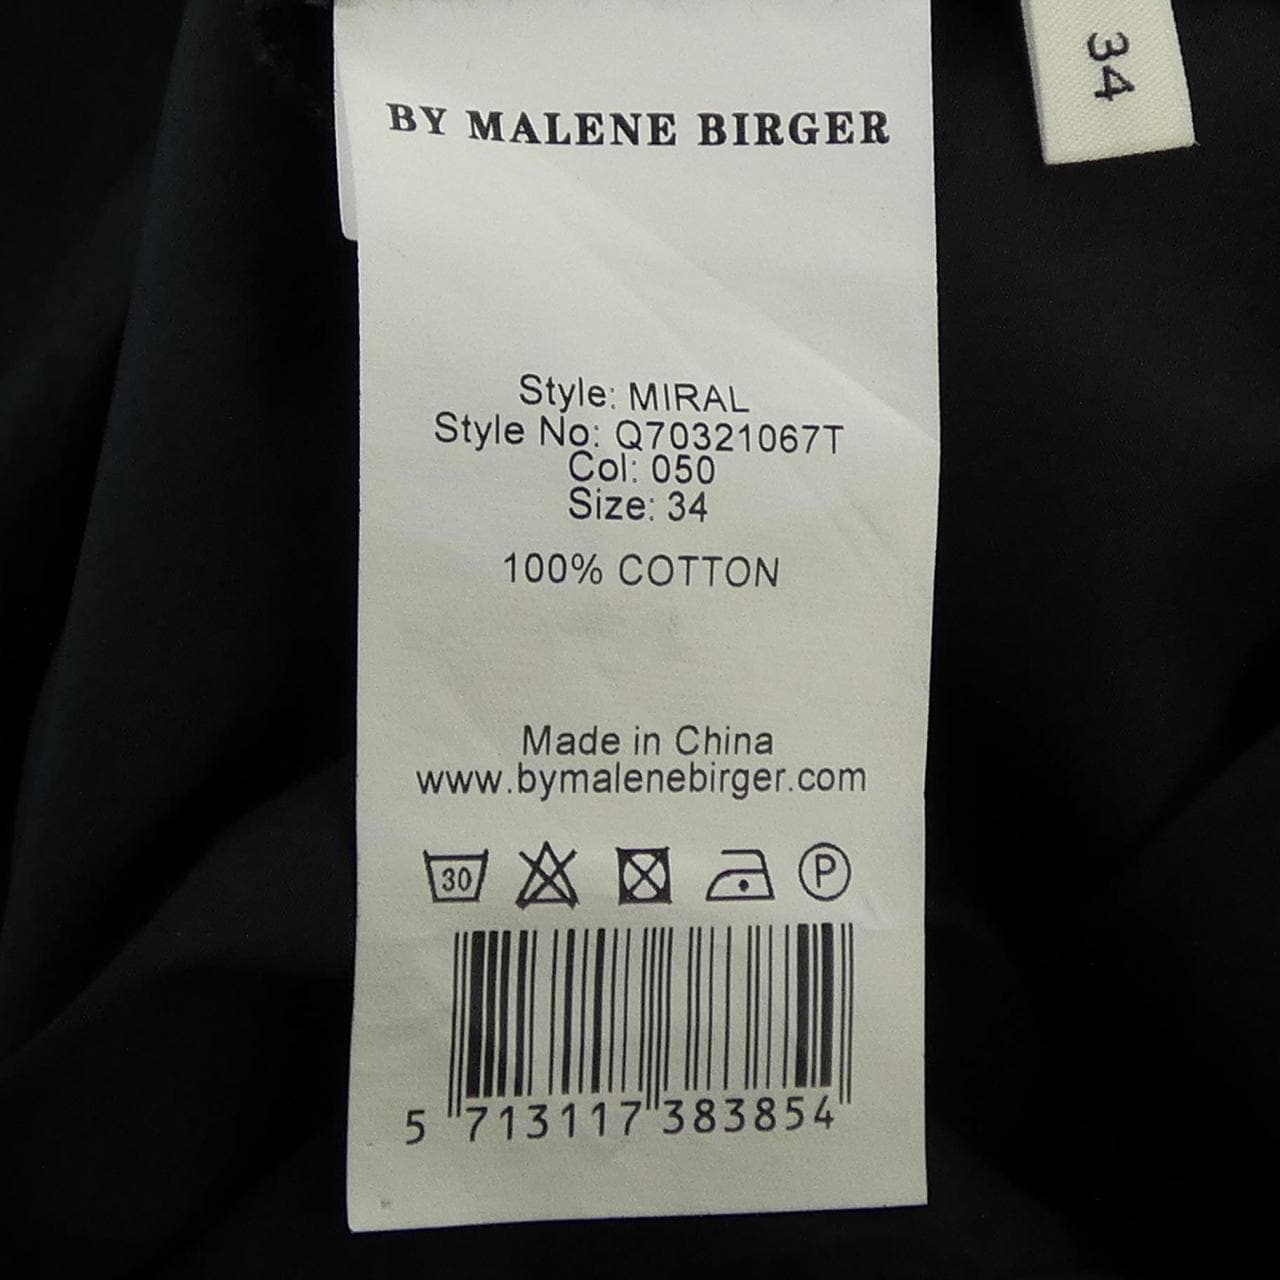 BY MALENE BIRGER
34
Style: MIRAL
Style No: Q70321067T
Col: 050
Size: 34
100% COTTON
Made in China
www.bymalenebirger.com
30 P
5 713117 383854